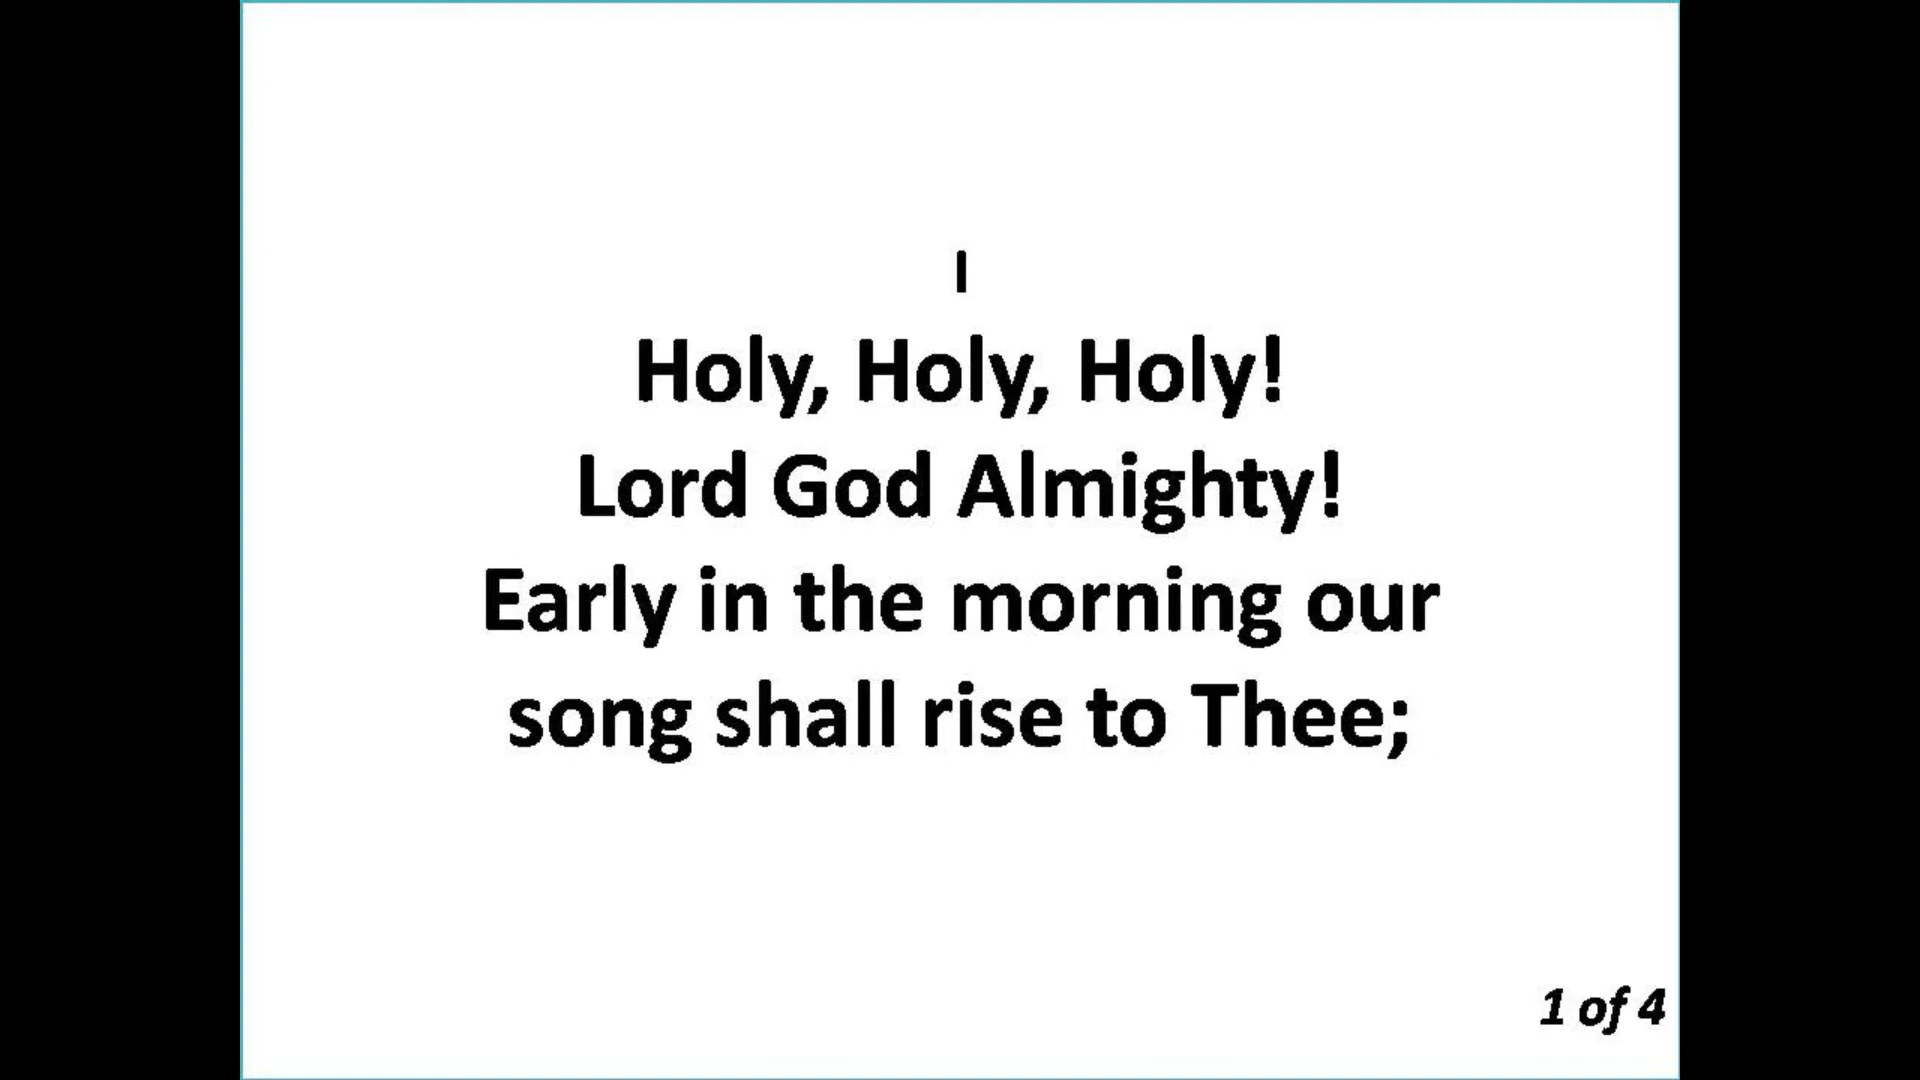 I
Holy, Holy, Holy!
Lord God Almighty!
Early in the morning our
song shall rise to Thee;
1 of 4